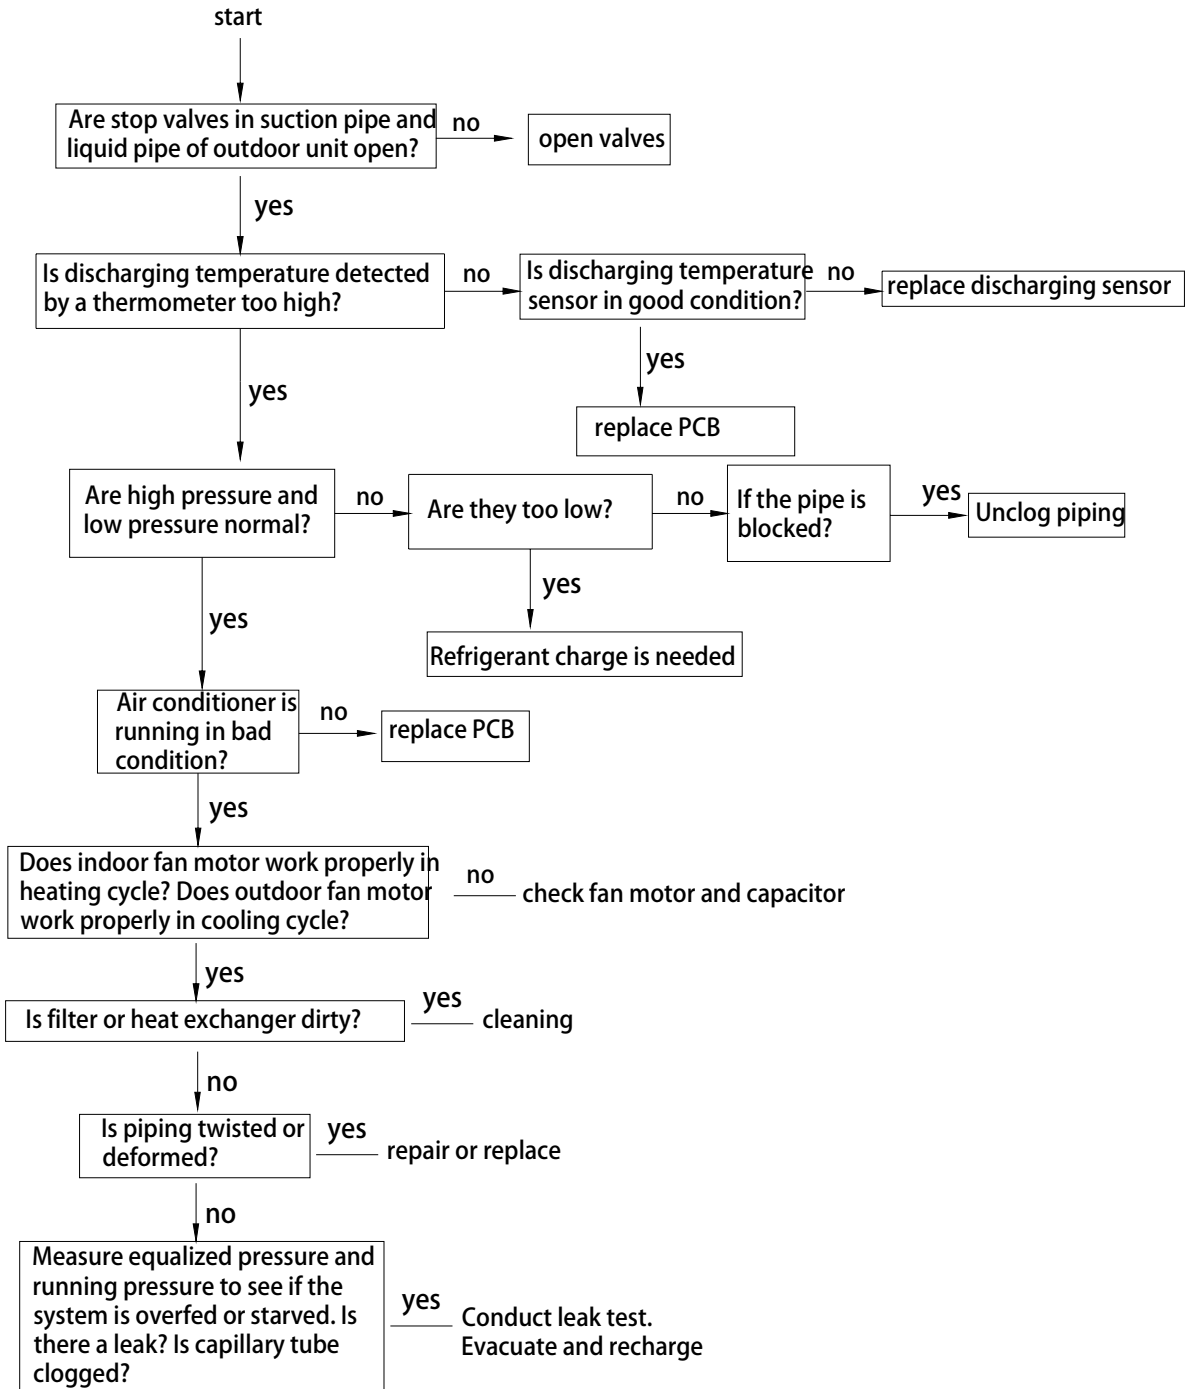 start
Are stop valves in suction pipe and
liquid pipe of outdoor unit open?
no
open valves
yes
Is discharging temperature detected
by a thermometer too high?
no
Is discharging temperature
sensor in good condition?
no
replace discharging sensor
yes
replace PCB
yes
Are high pressure and
low pressure normal?
no
Are they too low?
no
If the pipe is
blocked?
yes
Unclog piping
yes
Refrigerant charge is needed
yes
Air conditioner is
running in bad
condition?
no
replace PCB
yes
Does indoor fan motor work properly in
heating cycle? Does outdoor fan motor
work properly in cooling cycle?
no
check fan motor and capacitor
yes
Is filter or heat exchanger dirty?
yes
cleaning
no
Is piping twisted or
deformed?
yes
repair or replace
no
Measure equalized pressure and
running pressure to see if the
system is overfed or starved. Is
there a leak? Is capillary tube
clogged?
yes
Conduct leak test.
Evacuate and recharge